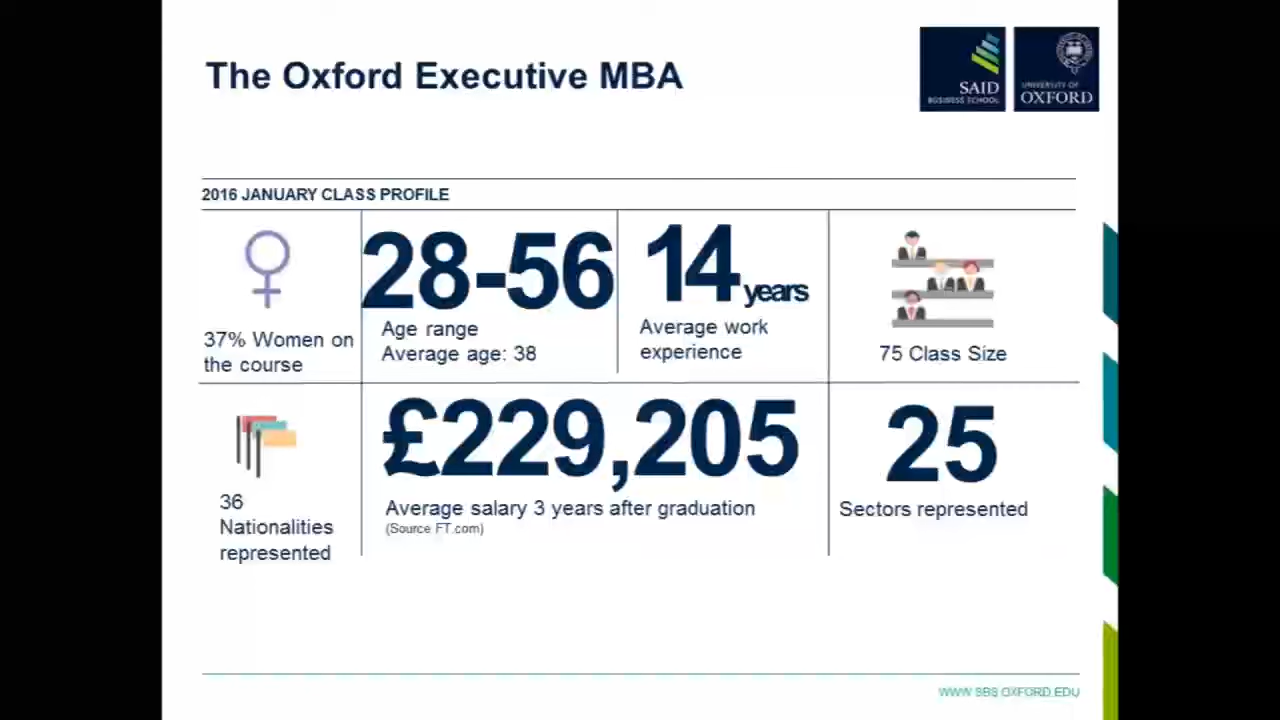 The Oxford Executive MBA
SAID
BUSINESS SCHOOL
UNIVERSITY OF
OXFORD
2016 JANUARY CLASS PROFILE
37% Women on
the course
28-56
Age range
Average age: 38
14 years
Average work
experience
75 Class Size
36
Nationalities
represented
£229,205
Average salary 3 years after graduation
(Source FT.com)
25
Sectors represented
WWW.SBS.OXFORD.EDU